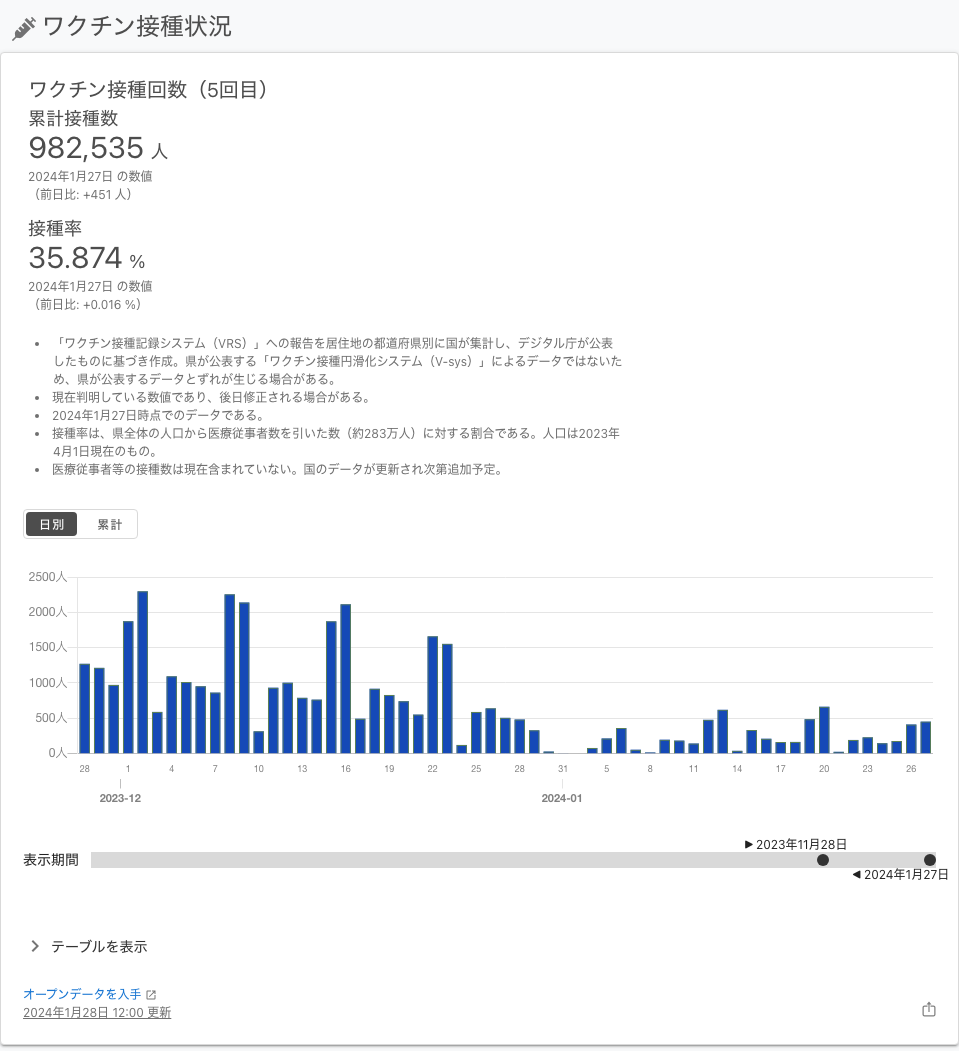 ワクチン接種状況
ワクチン接種回数（5回目）
累計接種数
982,535 人
2024年1月27日 の数値
（前日比: +451 人）
接種率
35.874 %
2024年1月27日 の数値
（前日比: +0.016 %）
「ワクチン接種記録システム（VRS）」への報告を居住地の都道府県別に国が集計し、デジタル庁が公表
したものに基づき作成。県が公表する「ワクチン接種円滑化システム（V-sys）」によるデータではないた
め、県が公表するデータとずれが生じる場合がある。
現在判明している数値であり、後日修正される場合がある。
2024年1月27日時点でのデータである。
接種率は、県全体の人口から医療従事者数を引いた数（約283万人）に対する割合である。人口は2023年
4月1日現在のもの。
医療従事者等の接種数は現在含まれていない。国のデータが更新され次第追加予定。
日別 累計
2500人
2000人
1500人
1000人
500人
0人
28 1 4 7 10 13 16 19 22 25 28 31 5 8 11 14 17 20 23 26
2023-12 2024-01
▶ 2023年11月28日
表示期間
◀ 2024年1月27日
テーブルを表示
オープンデータを入手
2024年1月28日 12:00 更新